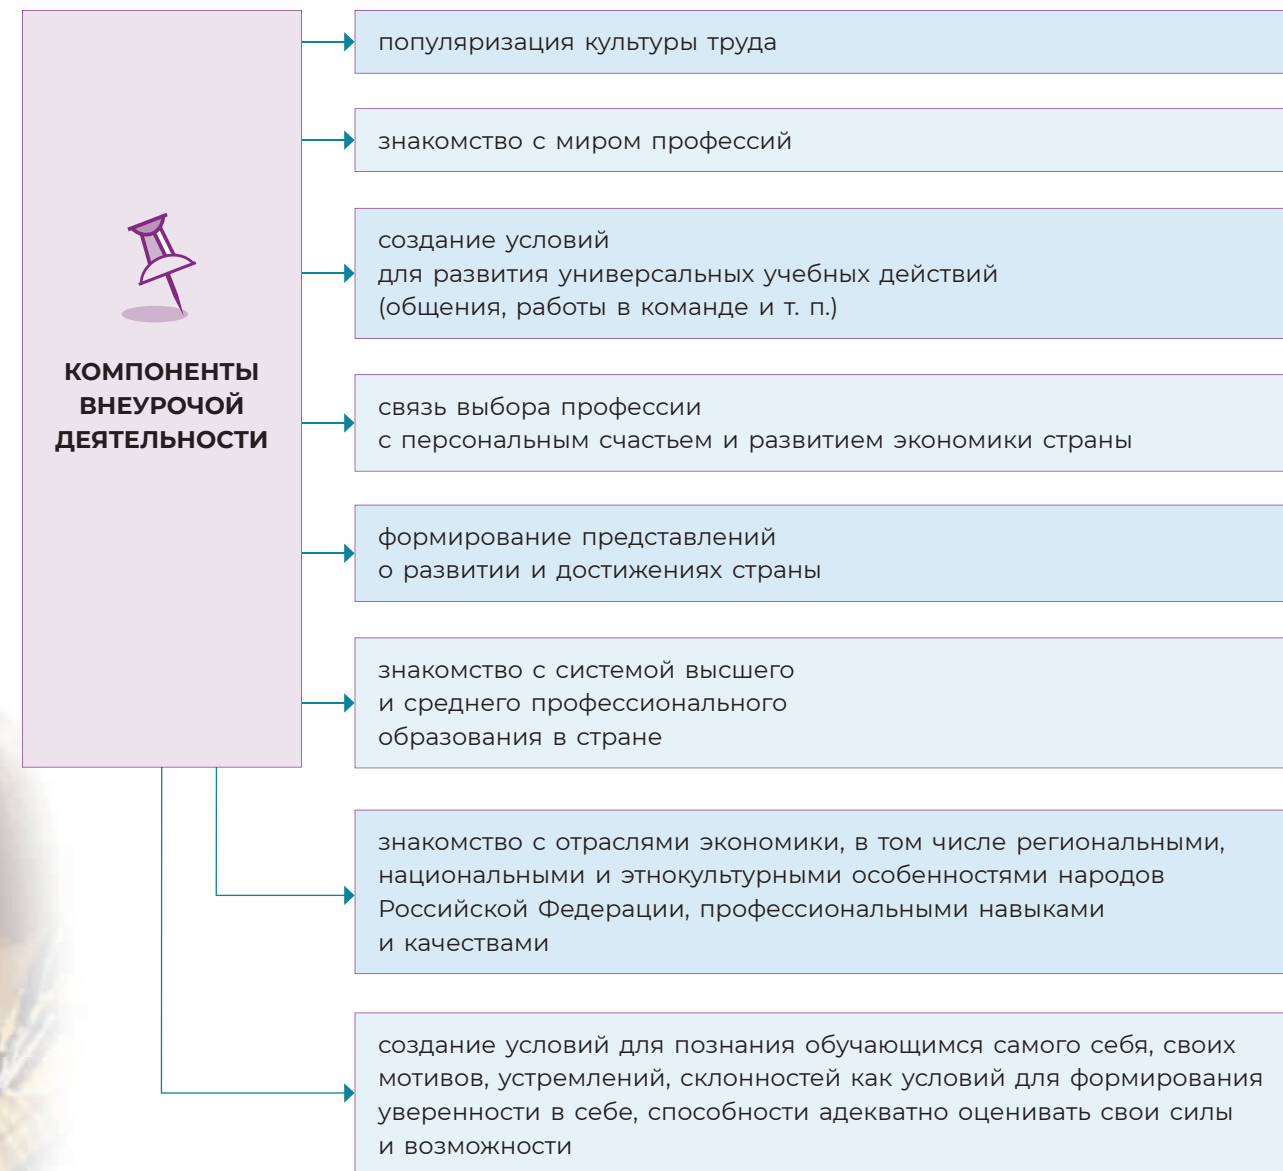 КОМПОНЕНТЫ
ВНЕУРОЧОЙ
ДЕЯТЕЛЬНОСТИ
популяризация культуры труда
знакомство с миром профессий
создание условий
для развития универсальных учебных действий
(общения, работы в команде и т. п.)
связь выбора профессии
с персональным счастьем и развитием экономики страны
формирование представлений
о развитии и достижениях страны
знакомство с системой высшего
и среднего профессионального
образования в стране
знакомство с отраслями экономики, в том числе региональными,
национальными и этнокультурными особенностями народов
Российской Федерации, профессиональными навыками
и качествами
создание условий для познания обучающимся самого себя, своих
мотивов, устремлений, склонностей как условий для формирования
уверенности в себе, способности адекватно оценивать свои силы
и возможности